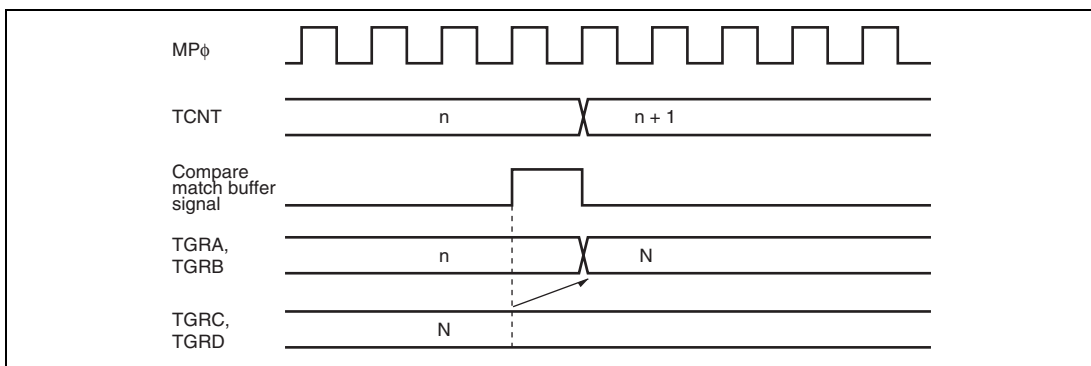 MPφ
TCNT
n
n + 1
Compare
match buffer
signal
TGRA,
TGRB
n
N
TGRC,
TGRD
N